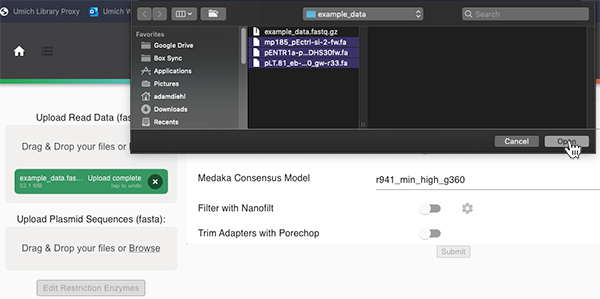 Umich Library Proxy
Umich W
example_data
Search
Favorites
Google Drive
Box Sync
Applications
Pictures
adamdiehl
Downloads
Recents
example_data.fastq.gz
mp185_pEctrl-si-2-fw.fa
pENTR1a-p...DHS30fw.fa
pLT.81_eb-...0_gw-r33.fa
Cancel
Open
Upload Read Data (fastq)
Drag & Drop your files or
example_data.fas...
Upload complete
52.1 MB
tap to undo
Upload Plasmid Sequences (fasta):
Drag & Drop your files or Browse
Edit Restriction Enzymes
Medaka Consensus Model
r941_min_high_g360
Filter with Nanofilt
Trim Adapters with Porechop
Submit